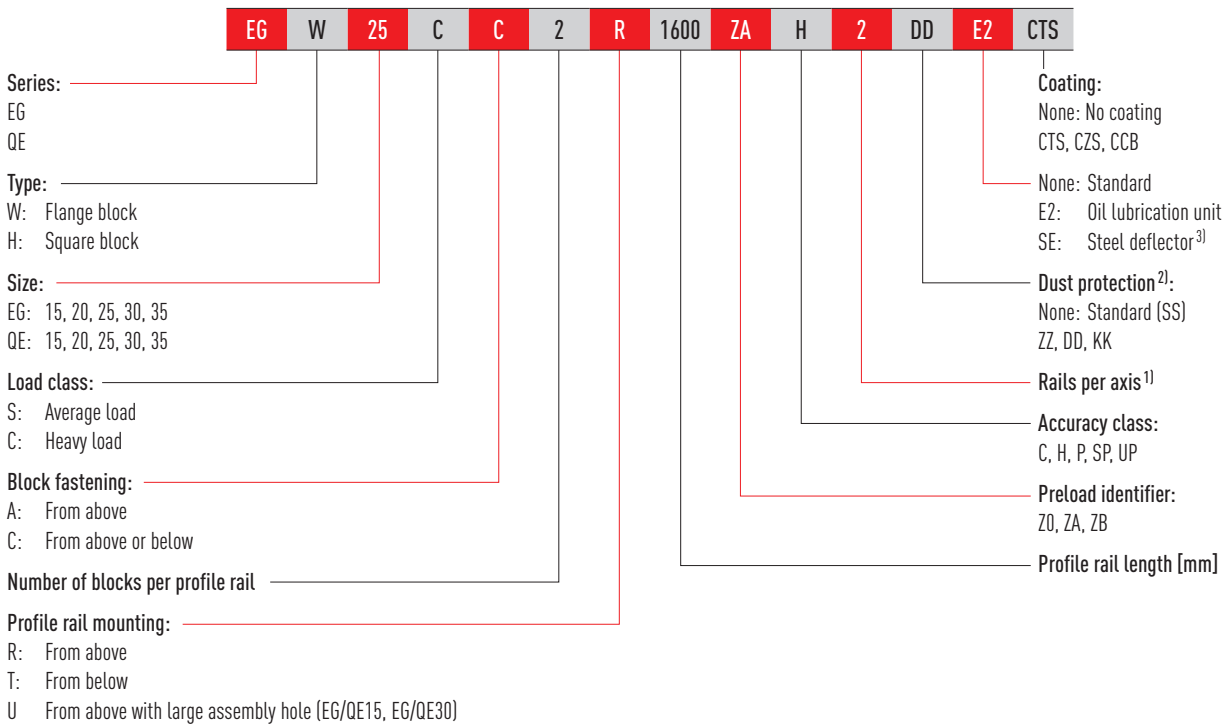 EG W 25 C C 2 R 1600 ZA H 2 DD E2 CTS
Series:
EG
QE
Type:
W: Flange block
H: Square block
Size:
EG: 15, 20, 25, 30, 35
QE: 15, 20, 25, 30, 35
Load class:
S: Average load
C: Heavy load
Block fastening:
A: From above
C: From above or below
Number of blocks per profile rail
Profile rail mounting:
R: From above
T: From below
U From above with large assembly hole (EG/QE15, EG/QE30)
Coating:
None: No coating
CTS, CZS, CCB
None: Standard
E2: Oil lubrication unit
SE: Steel deflector 3)
Dust protection 2):
None: Standard (SS)
ZZ, DD, KK
Rails per axis 1)
Accuracy class:
C, H, P, SP, UP
Preload identifier:
Z0, ZA, ZB
Profile rail length [mm]